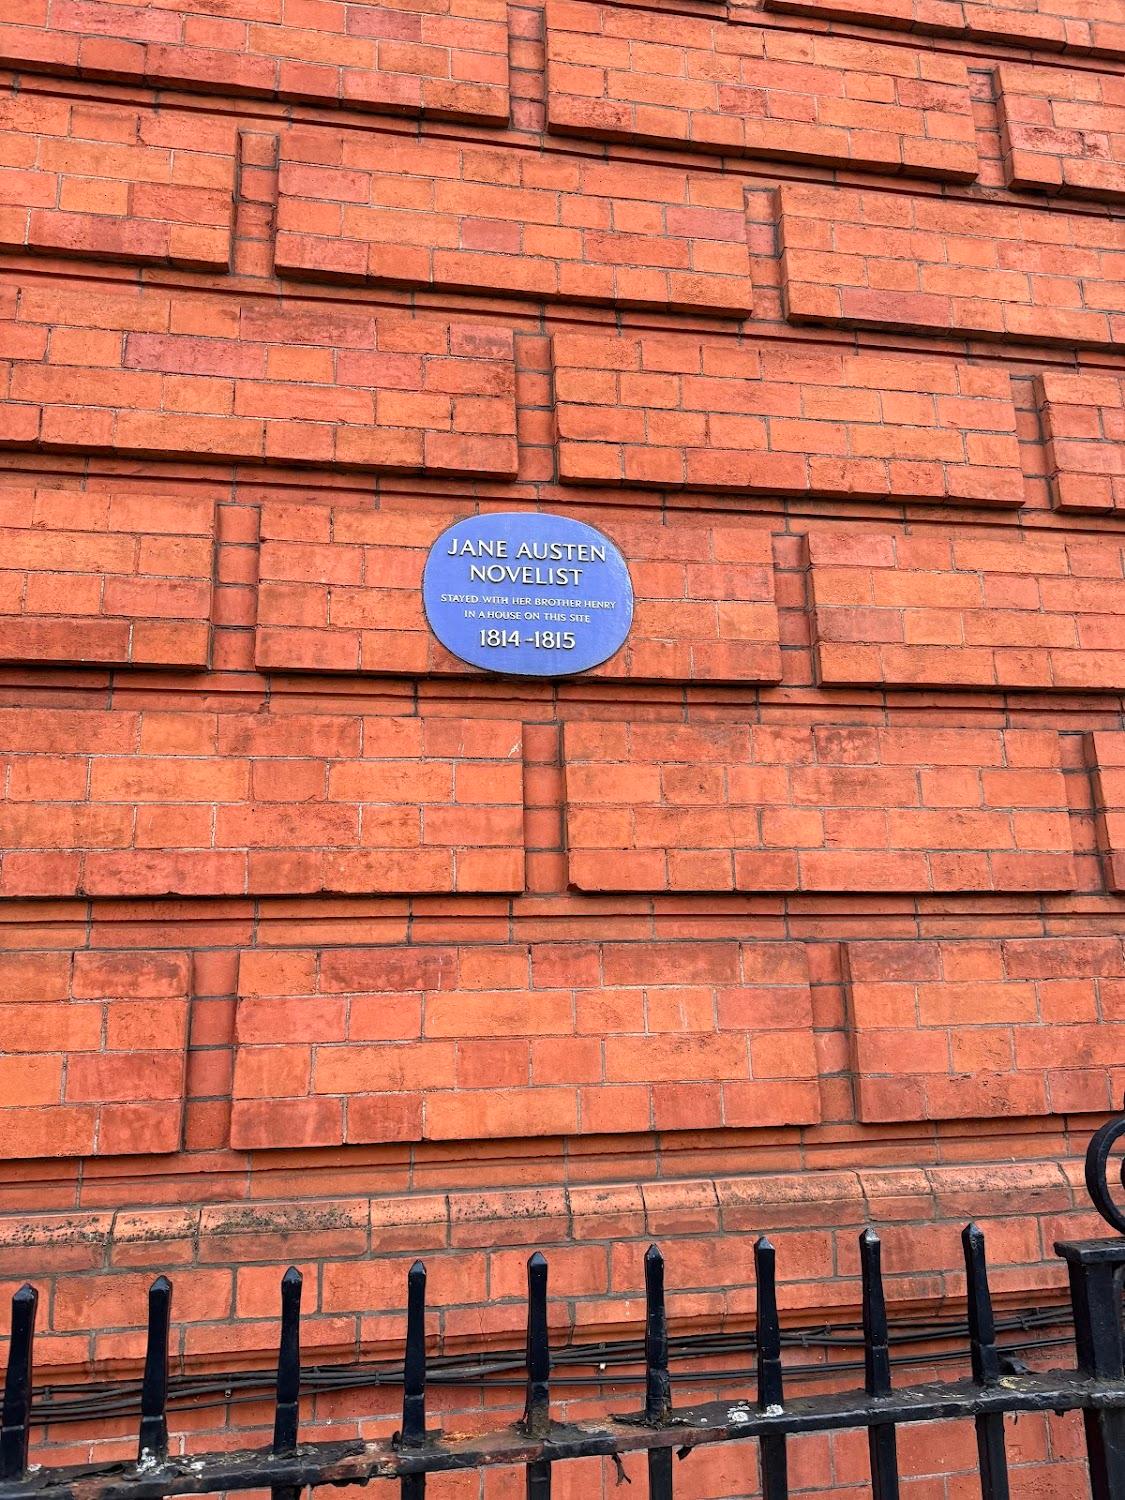 JANE AUSTEN
NOVELIST
STAYED WITH HER BROTHER HENRY
IN A HOUSE ON THIS SITE
1814-1815